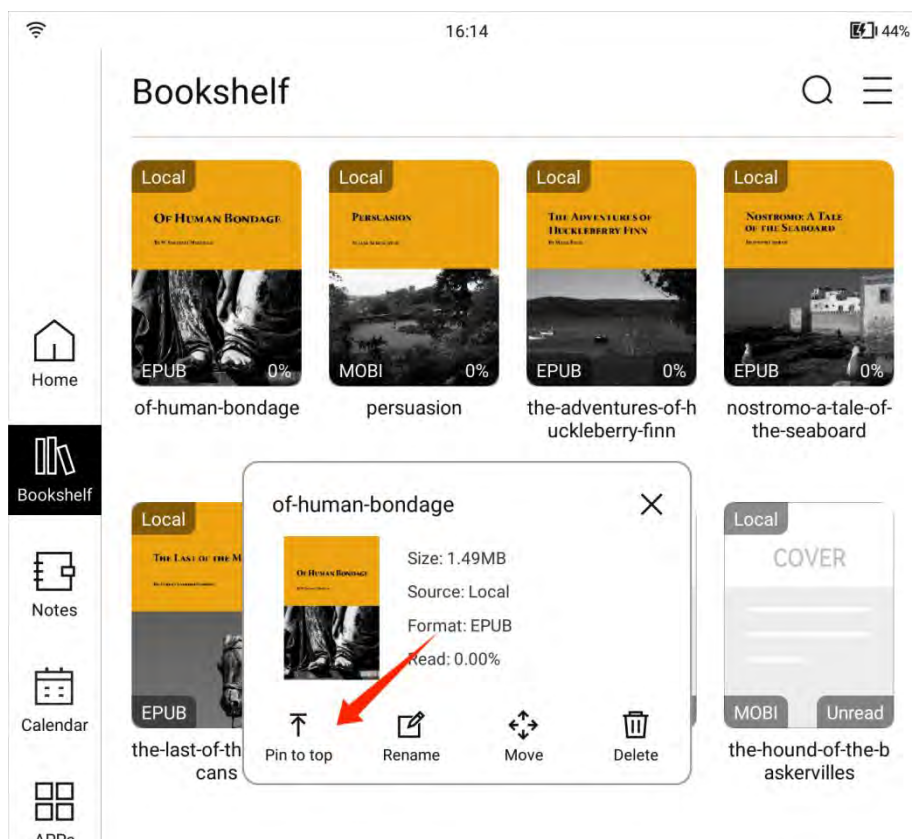 16:14
44%
Bookshelf
Local
Local
Local
Local
OF HUMAN BONDAGE
PERSUASION
THE ADVENTURES OF
HUCKLEBERRY FINN
NOSTROMO: A TALE
OF THE SEABOARD
EPUB 0%
MOBI 0%
EPUB 0%
EPUB 0%
of-human-bondage
persuasion
the-adventures-of-h
uckleberry-finn
nostromo-a-tale-of-
the-seaboard
Home
Bookshelf
Notes
Calendar
APPs
Local
THE LAST OF THE M
EPUB
the-last-of-th
cans
of-human-bondage
OF HUMAN BONDAGE
Size: 1.49MB
Source: Local
Format: EPUB
Read: 0.00%
Pin to top
Rename
Move
Delete
Local
COVER
MOBI
Unread
the-hound-of-the-b
askervilles